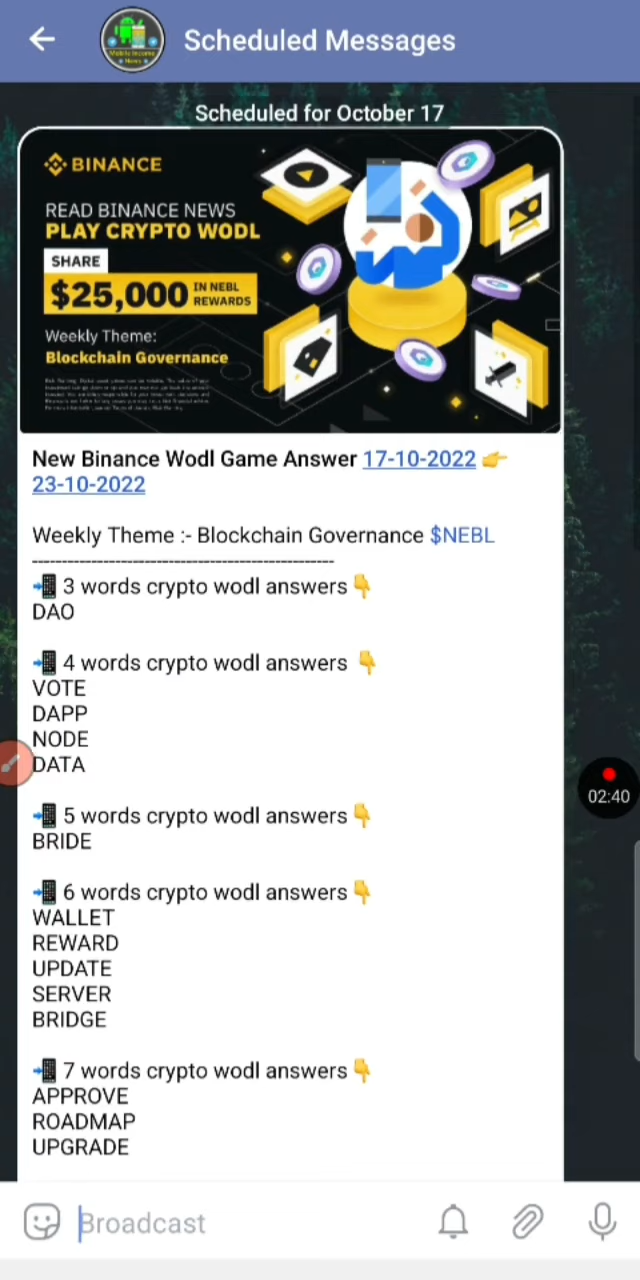 Scheduled Messages
Scheduled for October 17
BINANCE
READ BINANCE NEWS
PLAY CRYPTO WODL
SHARE
$25,000 IN NEBL REWARDS
Weekly Theme:
Blockchain Governance
New Binance Wodl Game Answer 17-10-2022 👉
23-10-2022
Weekly Theme :- Blockchain Governance $NEBL
-------------------------------------------------
📲 3 words crypto wodl answers👇
DAO
📲 4 words crypto wodl answers 👇
VOTE
DAPP
NODE
DATA
📲 5 words crypto wodl answers👇
BRIDE
📲 6 words crypto wodl answers👇
WALLET
REWARD
UPDATE
SERVER
BRIDGE
📲 7 words crypto wodl answers👇
APPROVE
ROADMAP
UPGRADE
02:40
Broadcast